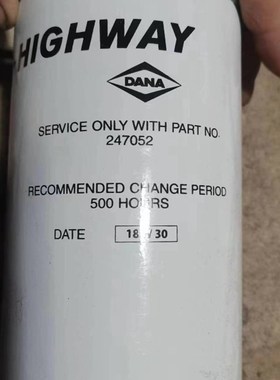 HIGHWAY
DANA
SERVICE ONLY WITH PART NO.
247052
RECOMMENDED CHANGE PERIOD
500 HOURS
DATE